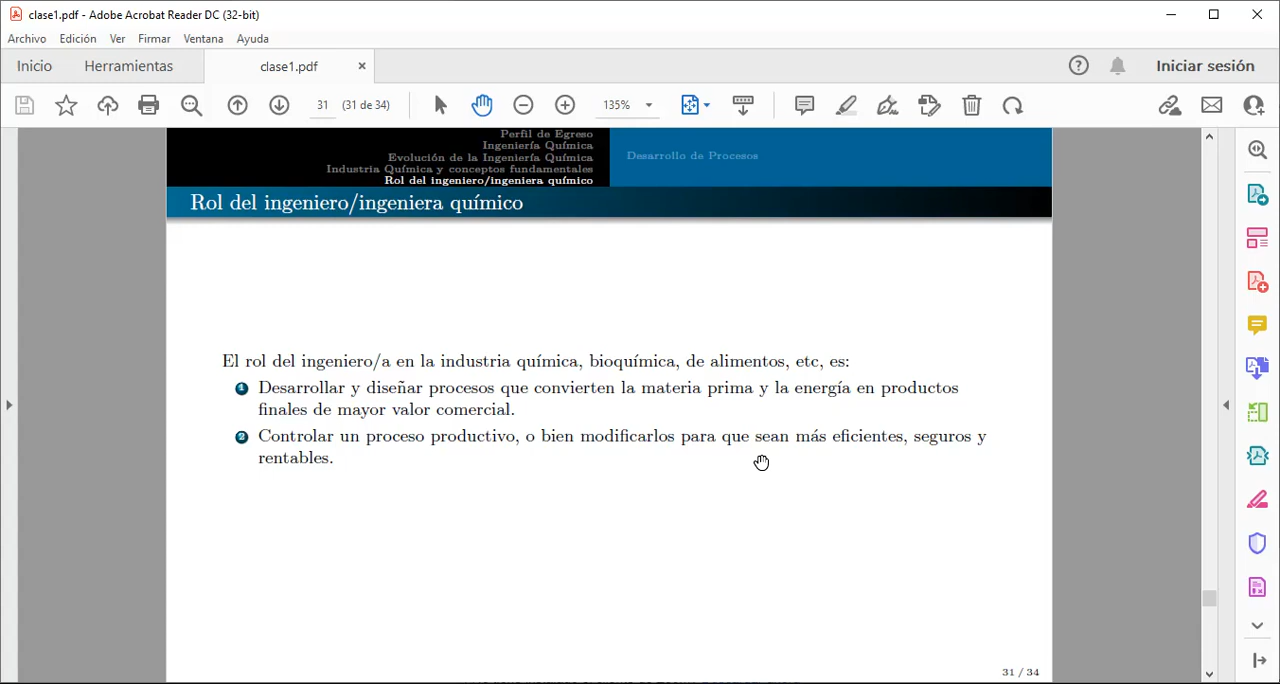 clase1.pdf - Adobe Acrobat Reader DC (32-bit)
Archivo Edición Ver Firmar Ventana Ayuda
Inicio Herramientas clase1.pdf Iniciar sesión
31 (31 de 34) 135%
Perfil de Egreso
Ingeniería Química
Evolución de la Ingeniería Química
Industria Química y conceptos fundamentales
Rol del ingeniero/ingeniera químico
Desarrollo de Procesos
Rol del ingeniero/ingeniera químico
El rol del ingeniero/a en la industria química, bioquímica, de alimentos, etc, es:
1 Desarrollar y diseñar procesos que convierten la materia prima y la energía en productos
finales de mayor valor comercial.
2 Controlar un proceso productivo, o bien modificarlos para que sean más eficientes, seguros y
rentables.
31 / 34